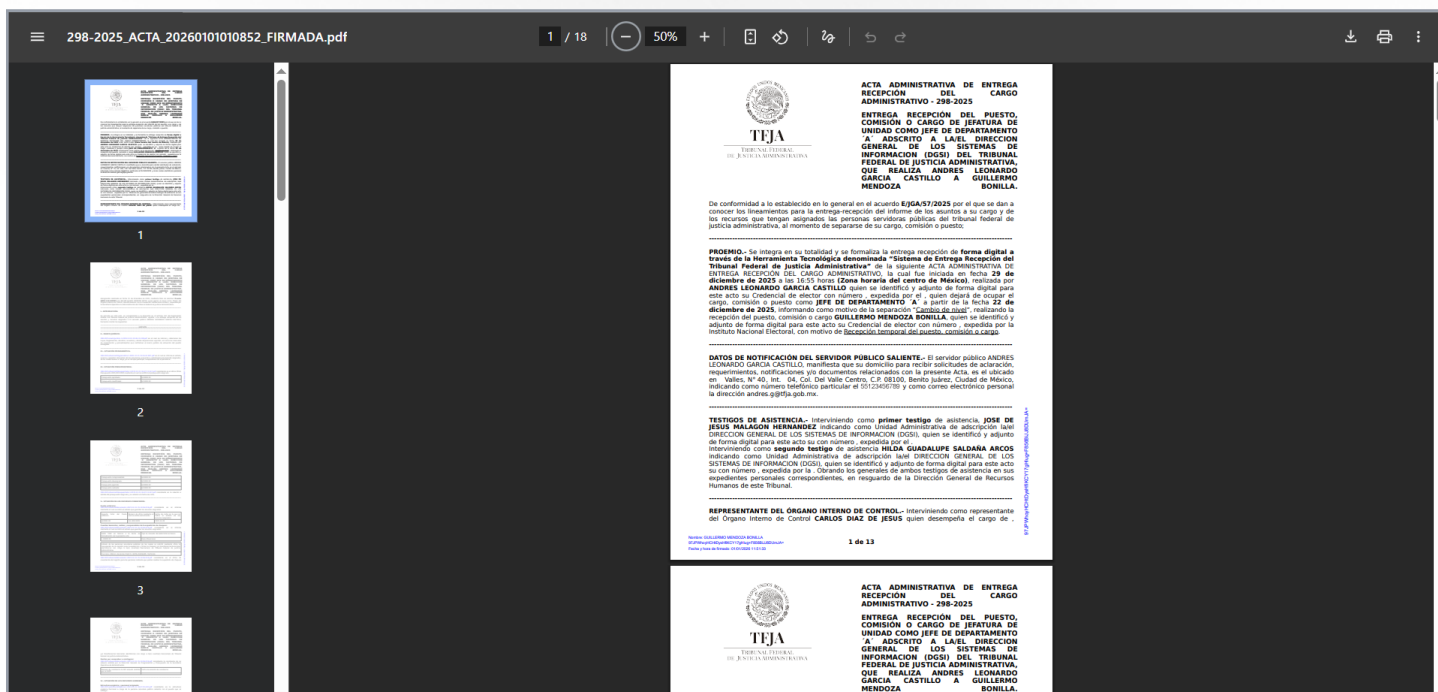 298-2025_ACTA_20260101010852_FIRMADA.pdf
1 / 18
50%
1
2
3
TFJA
TRIBUNAL FEDERAL
DE JUSTICIA ADMINISTRATIVA
ACTA ADMINISTRATIVA DE ENTREGA
RECEPCIÓN DEL CARGO
ADMINISTRATIVO - 298-2025
ENTREGA RECEPCIÓN DEL PUESTO,
COMISIÓN O CARGO DE JEFATURA DE
UNIDAD COMO JEFE DE DEPARTAMENTO
´A´ ADSCRITO A LA/EL DIRECCION
GENERAL DE LOS SISTEMAS DE
INFORMACION (DGSI) DEL TRIBUNAL
FEDERAL DE JUSTICIA ADMINISTRATIVA,
QUE REALIZA ANDRES LEONARDO
GARCIA CASTILLO A GUILLERMO
MENDOZA BONILLA.
De conformidad a lo establecido en lo general en el acuerdo E/JGA/57/2025 por el que se dan a
conocer los lineamientos para la entrega-recepción del informe de los asuntos a su cargo y de
los recursos que tengan asignados las personas servidoras públicas del tribunal federal de
justicia administrativa, al momento de separarse de su cargo, comisión o puesto;
PROEMIO.- Se integra en su totalidad y se formaliza la entrega recepción de forma digital a
través de la Herramienta Tecnológica denominada “Sistema de Entrega Recepción del
Tribunal Federal de Justicia Administrativa” de la siguiente ACTA ADMINISTRATIVA DE
ENTREGA RECEPCIÓN DEL CARGO ADMINISTRATIVO, la cual fue iniciada en fecha 29 de
diciembre de 2025 a las 16:55 horas (Zona horaria del centro de México), realizada por
ANDRES LEONARDO GARCIA CASTILLO quien se identificó y adjunto de forma digital para
este acto su Credencial de elector con número , expedida por el , quien dejará de ocupar el
cargo, comisión o puesto como JEFE DE DEPARTAMENTO ´A´ a partir de la fecha 22 de
diciembre de 2025, informando como motivo de la separación "Cambio de nivel", realizando la
recepción del puesto, comisión o cargo GUILLERMO MENDOZA BONILLA, quien se identificó y
adjunto de forma digital para este acto su Credencial de elector con número , expedida por la
Instituto Nacional Electoral, con motivo de Recepción temporal del puesto, comisión o cargo.
DATOS DE NOTIFICACIÓN DEL SERVIDOR PÚBLICO SALIENTE.- El servidor público ANDRES
LEONARDO GARCIA CASTILLO, manifiesta que su domicilio para recibir solicitudes de aclaración,
requerimientos, notificaciones y/o documentos relacionados con la presente Acta, es el ubicado
en Valles, N° 40, Int. 04, Col. Del Valle Centro, C.P. 08100, Benito Juárez, Ciudad de México,
indicando como número telefónico particular el 55123456789 y como correo electrónico personal
la dirección andres.g@tfja.gob.mx.
TESTIGOS DE ASISTENCIA.- Interviniendo como primer testigo de asistencia, JOSE DE
JESUS MALAGON HERNANDEZ indicando como Unidad Administrativa de adscripción la/el
DIRECCION GENERAL DE LOS SISTEMAS DE INFORMACION (DGSI), quien se identificó y adjunto
de forma digital para este acto su con número , expedida por el .
Interviniendo como segundo testigo de asistencia HILDA GUADALUPE SALDAÑA ARCOS
indicando como Unidad Administrativa de adscripción la/el DIRECCION GENERAL DE LOS
SISTEMAS DE INFORMACION (DGSI), quien se identificó y adjunto de forma digital para este acto
su con número , expedida por la . Obrando los generales de ambos testigos de asistencia en sus
expedientes personales correspondientes, en resguardo de la Dirección General de Recursos
Humanos de este Tribunal.
REPRESENTANTE DEL ÓRGANO INTERNO DE CONTROL.- Interviniendo como representante
del Órgano Interno de Control CARLOS DIAZ DE JESUS quien desempeña el cargo de ,
Nombre: GUILLERMO MENDOZA BONILLA
1 de 13
TFJA
TRIBUNAL FEDERAL
DE JUSTICIA ADMINISTRATIVA
ACTA ADMINISTRATIVA DE ENTREGA
RECEPCIÓN DEL CARGO
ADMINISTRATIVO - 298-2025
ENTREGA RECEPCIÓN DEL PUESTO,
COMISIÓN O CARGO DE JEFATURA DE
UNIDAD COMO JEFE DE DEPARTAMENTO
´A´ ADSCRITO A LA/EL DIRECCION
GENERAL DE LOS SISTEMAS DE
INFORMACION (DGSI) DEL TRIBUNAL
FEDERAL DE JUSTICIA ADMINISTRATIVA,
QUE REALIZA ANDRES LEONARDO
GARCIA CASTILLO A GUILLERMO
MENDOZA BONILLA.